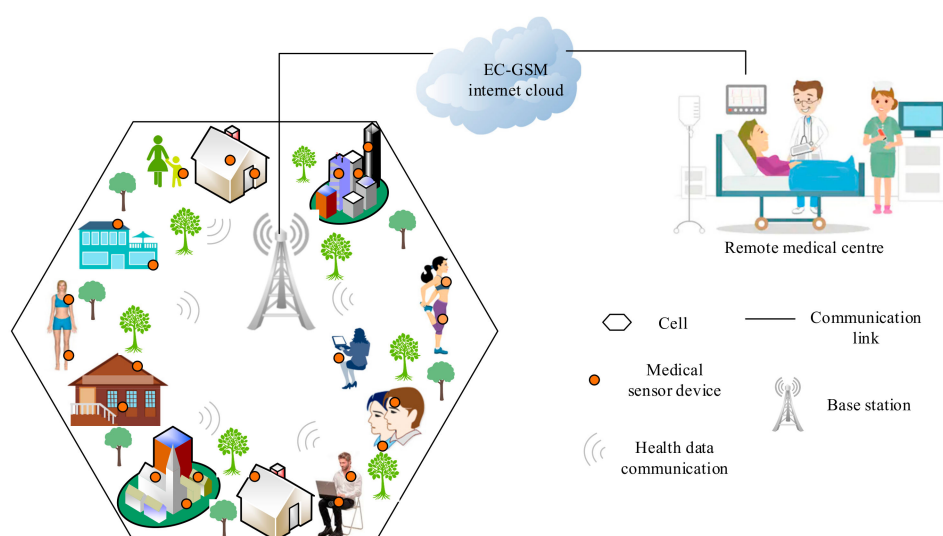 EC-GSM
internet cloud
Remote medical centre
Cell
Communication
link
Medical
sensor device
Base station
Health data
communication